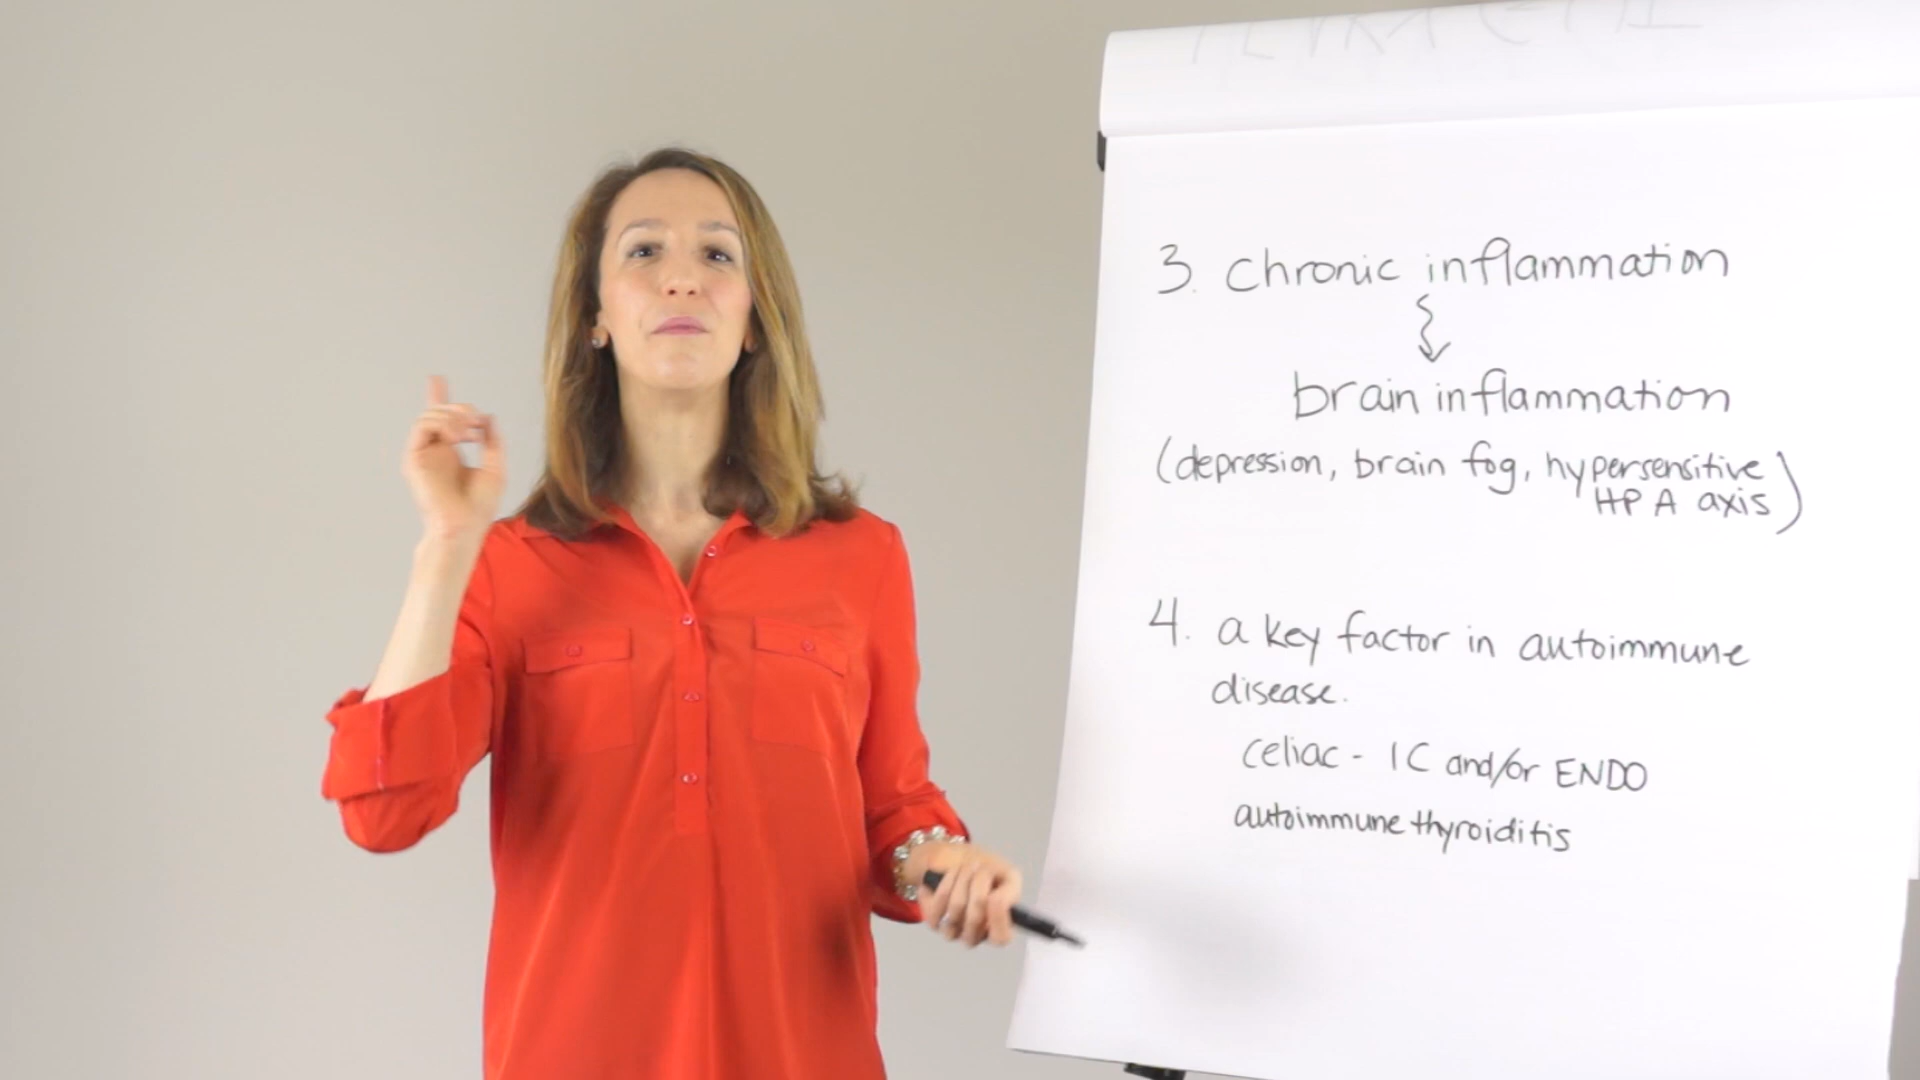 3. Chronic inflammation
brain inflammation
(depression, brain fog, hypersensitive
HPA axis)
4. a key factor in autoimmune
disease.
celiac - IC and/or ENDO
autoimmune thyroiditis